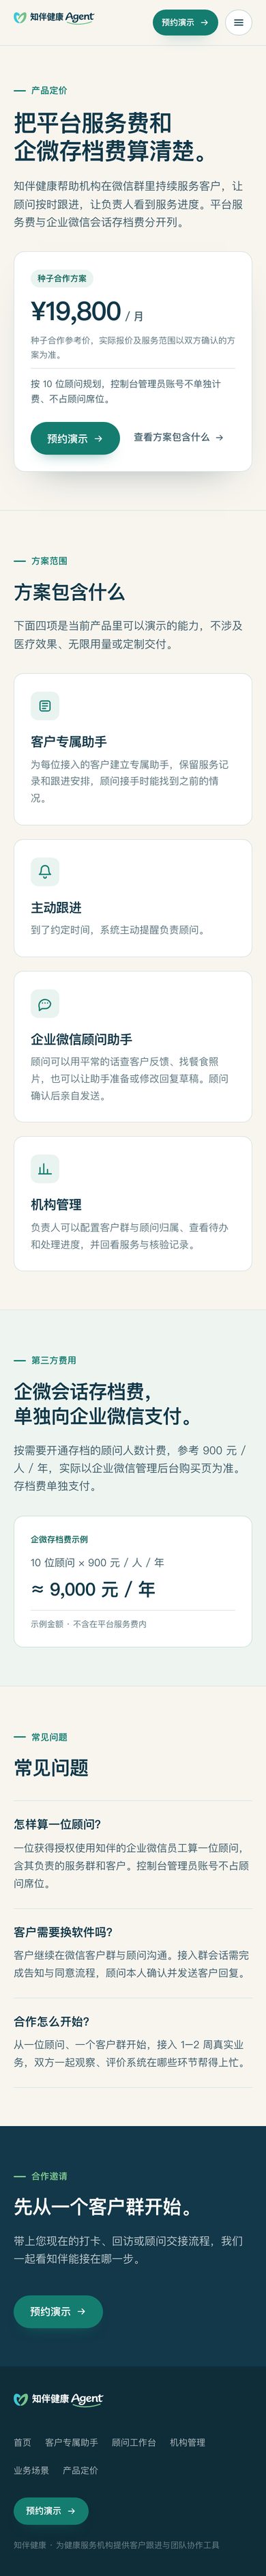 知伴健康 Agent
预约演示 →
产品定价
把平台服务费和
企微存档费算清楚。
知伴健康帮助机构在微信群里持续服务客户，让
顾问按时跟进，让负责人看到服务进度。平台服
务费与企业微信会话存档费分开列。
种子合作方案
¥19,800 / 月
种子合作参考价，实际报价及服务范围以双方确认的方
案为准。
按 10 位顾问规划，控制台管理员账号不单独计
费、不占顾问席位。
预约演示 →
查看方案包含什么 →
方案范围
方案包含什么
下面四项是当前产品里可以演示的能力，不涉及
医疗效果、无限用量或定制交付。
客户专属助手
为每位接入的客户建立专属助手，保留服务记
录和跟进安排，顾问接手时能找到之前的情
况。
主动跟进
到了约定时间，系统主动提醒负责顾问。
企业微信顾问助手
顾问可以用平常的话查客户反馈、找餐食照
片，也可以让助手准备或修改回复草稿。顾问
确认后亲自发送。
机构管理
负责人可以配置客户群与顾问归属、查看待办
和处理进度，并回看服务与核验记录。
第三方费用
企微会话存档费，
单独向企业微信支付。
按需要开通存档的顾问人数计费，参考 900 元 /
人 / 年，实际以企业微信管理后台购买页为准。
存档费单独支付。
企微存档费示例
10 位顾问 × 900 元 / 人 / 年
≈ 9,000 元 / 年
示例金额 · 不含在平台服务费内
常见问题
常见问题
怎样算一位顾问?
一位获得授权使用知伴的企业微信员工算一位顾问，
含其负责的服务群和客户。控制台管理员账号不占顾
问席位。
客户需要换软件吗?
客户继续在微信客户群与顾问沟通。接入群会话需完
成告知与同意流程，顾问本人确认并发送客户回复。
合作怎么开始?
从一位顾问、一个客户群开始，接入 1—2 周真实业
务，双方一起观察、评价系统在哪些环节帮得上忙。
合作邀请
先从一个客户群开始。
带上您现在的打卡、回访或顾问交接流程，我们
一起看知伴能接在哪一步。
预约演示 →
知伴健康 Agent
首页 客户专属助手 顾问工作台 机构管理
业务场景 产品定价
预约演示 →
知伴健康 · 为健康服务机构提供客户跟进与团队协作工具